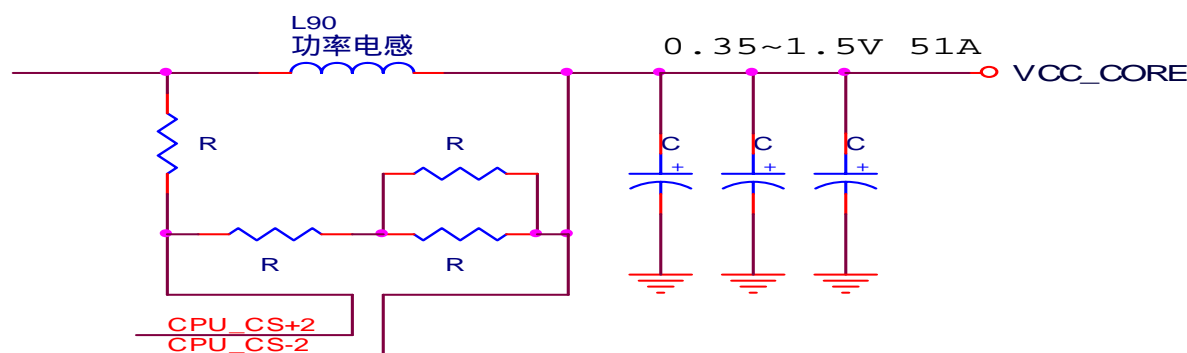 L90
功率电感
0.35~1.5V 51A
VCC_CORE
R
R
C
C
C
+
+
+
R
R
CPU_CS+2
CPU_CS-2